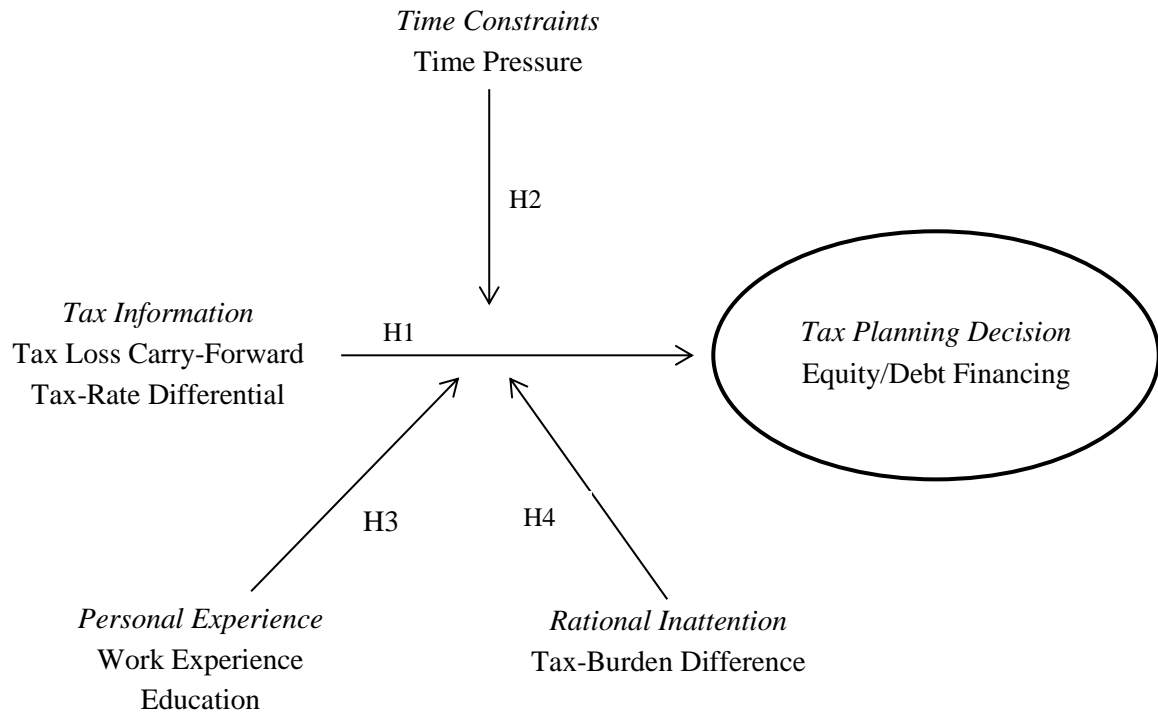 Time Constraints
Time Pressure
H2
Tax Information
Tax Loss Carry-Forward
Tax-Rate Differential
H1
Tax Planning Decision
Equity/Debt Financing
H3
H4
Personal Experience
Work Experience
Education
Rational Inattention
Tax-Burden Difference